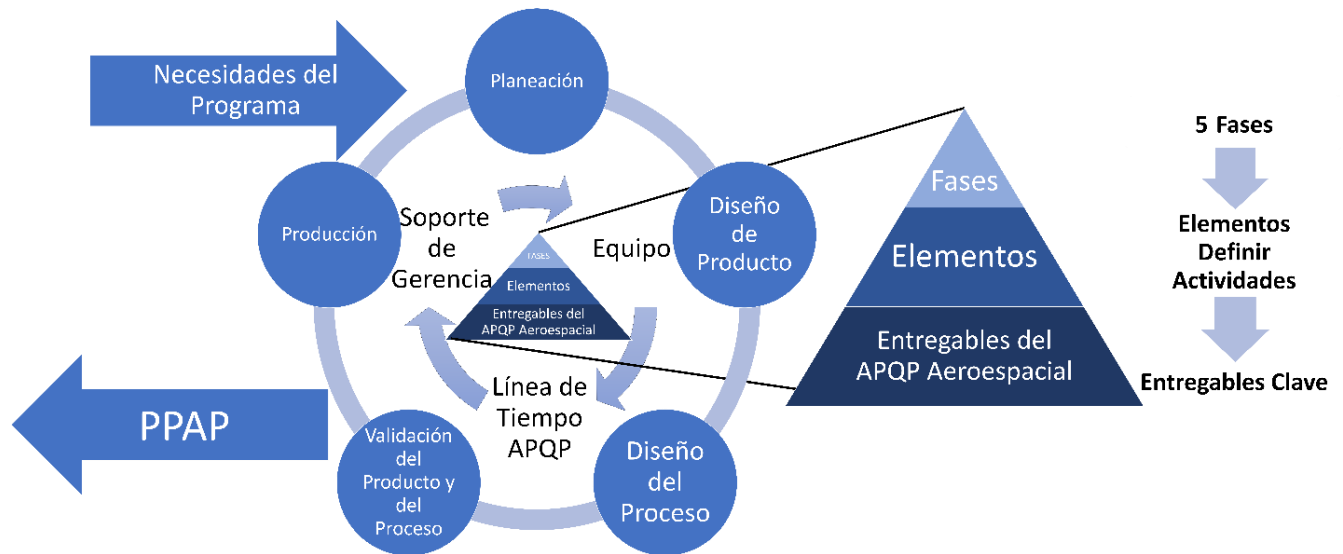 Necesidades del
Programa
Planeación
Producción
Soporte
de
Gerencia
Equipo
Diseño
de
Producto
FASES
Elementos
Entregables del
APQP Aeroespacial
Línea de
Tiempo
APQP
PPAP
Validación
del
Producto y
del
Proceso
Diseño
del
Proceso
Fases
Elementos
Entregables del
APQP Aeroespacial
5 Fases
Elementos
Definir
Actividades
Entregables Clave